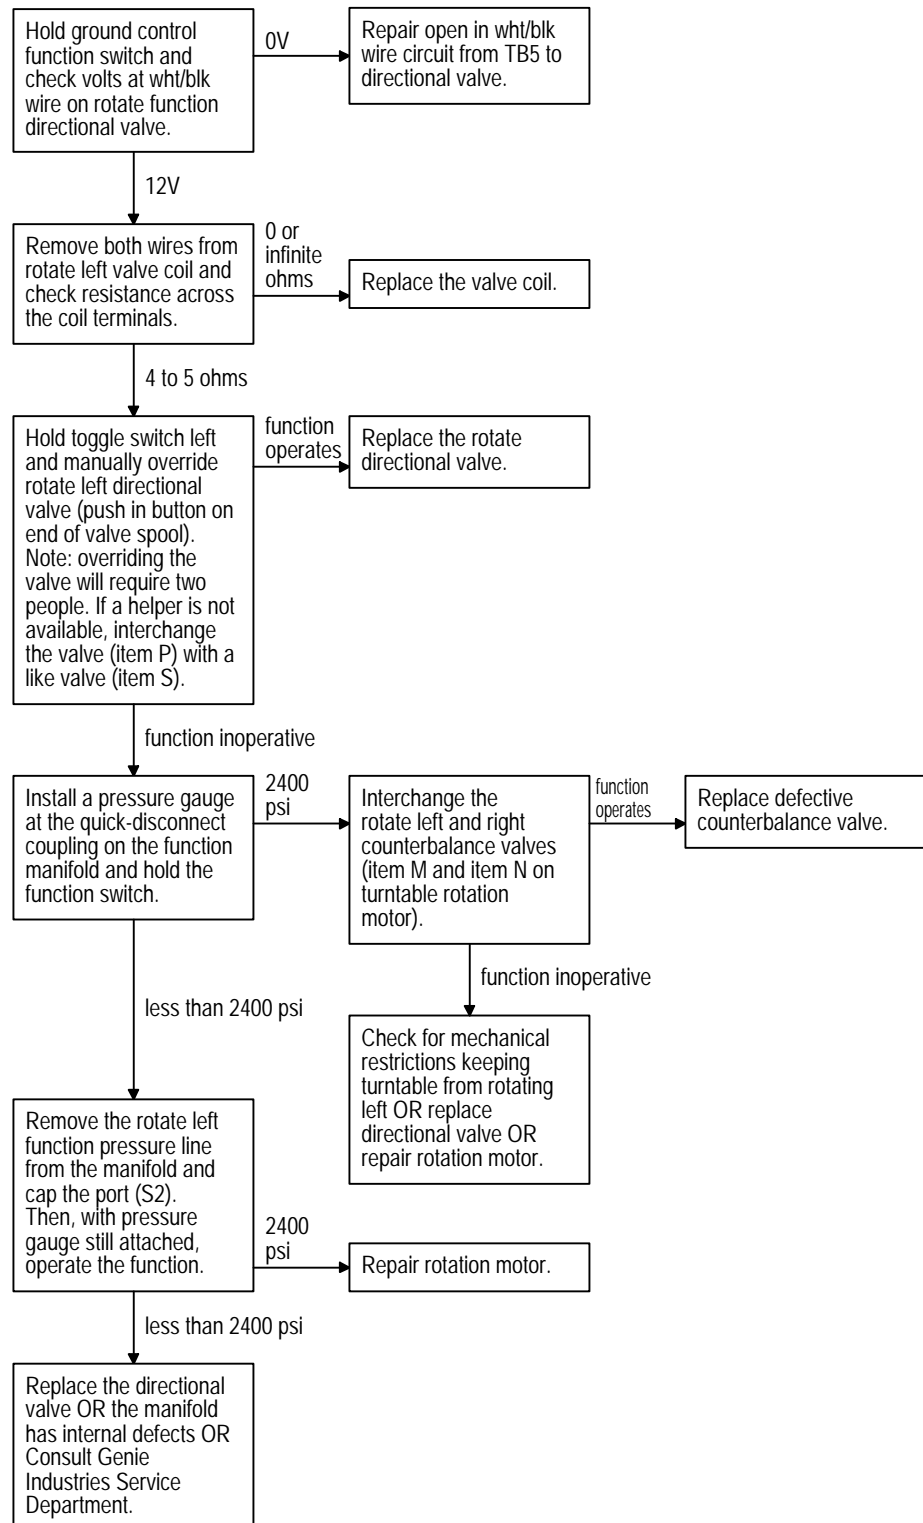 Hold ground control
function switch and
check volts at wht/blk
wire on rotate function
directional valve.
0V
Repair open in wht/blk
wire circuit from TB5 to
directional valve.
12V
Remove both wires from
rotate left valve coil and
check resistance across
the coil terminals.
0 or
infinite
ohms
Replace the valve coil.
4 to 5 ohms
Hold toggle switch left
and manually override
rotate left directional
valve (push in button on
end of valve spool).
Note: overriding the
valve will require two
people. If a helper is not
available, interchange
the valve (item P) with a
like valve (item S).
function
operates
Replace the rotate
directional valve.
function inoperative
Install a pressure gauge
at the quick-disconnect
coupling on the function
manifold and hold the
function switch.
2400
psi
Interchange the
rotate left and right
counterbalance valves
(item M and item N on
turntable rotation
motor).
function
operates
Replace defective
counterbalance valve.
function inoperative
Check for mechanical
restrictions keeping
turntable from rotating
left OR replace
directional valve OR
repair rotation motor.
less than 2400 psi
Remove the rotate left
function pressure line
from the manifold and
cap the port (S2).
Then, with pressure
gauge still attached,
operate the function.
2400
psi
Repair rotation motor.
less than 2400 psi
Replace the directional
valve OR the manifold
has internal defects OR
Consult Genie
Industries Service
Department.